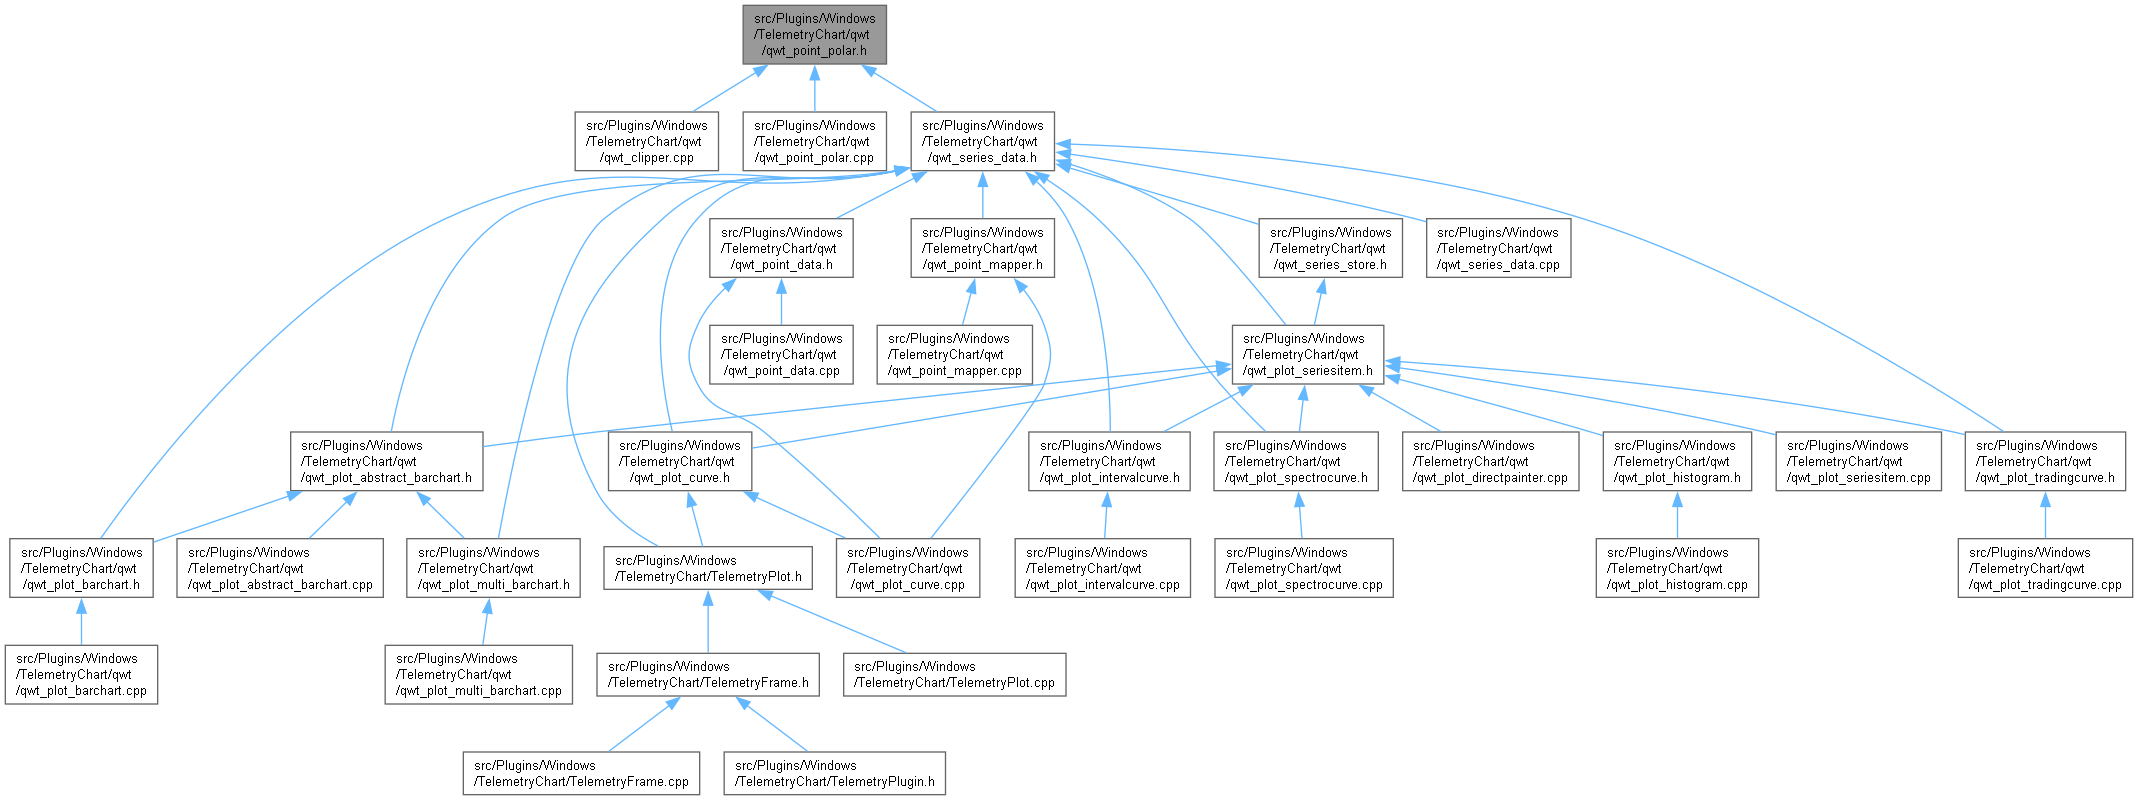 src/Plugins/Windows
/TelemetryChart/qwt
/qwt_point_polar.h
src/Plugins/Windows
/TelemetryChart/qwt
/qwt_clipper.cpp
src/Plugins/Windows
/TelemetryChart/qwt
/qwt_point_polar.cpp
src/Plugins/Windows
/TelemetryChart/qwt
/qwt_series_data.h
src/Plugins/Windows
/TelemetryChart/qwt
/qwt_point_data.h
src/Plugins/Windows
/TelemetryChart/qwt
/qwt_point_mapper.h
src/Plugins/Windows
/TelemetryChart/qwt
/qwt_series_store.h
src/Plugins/Windows
/TelemetryChart/qwt
/qwt_series_data.cpp
src/Plugins/Windows
/TelemetryChart/qwt
/qwt_point_data.cpp
src/Plugins/Windows
/TelemetryChart/qwt
/qwt_point_mapper.cpp
src/Plugins/Windows
/TelemetryChart/qwt
/qwt_plot_seriesitem.h
src/Plugins/Windows
/TelemetryChart/qwt
/qwt_plot_abstract_barchart.h
src/Plugins/Windows
/TelemetryChart/qwt
/qwt_plot_curve.h
src/Plugins/Windows
/TelemetryChart/qwt
/qwt_plot_intervalcurve.h
src/Plugins/Windows
/TelemetryChart/qwt
/qwt_plot_spectrocurve.h
src/Plugins/Windows
/TelemetryChart/qwt
/qwt_plot_directpainter.cpp
src/Plugins/Windows
/TelemetryChart/qwt
/qwt_plot_histogram.h
src/Plugins/Windows
/TelemetryChart/qwt
/qwt_plot_seriesitem.cpp
src/Plugins/Windows
/TelemetryChart/qwt
/qwt_plot_tradingcurve.h
src/Plugins/Windows
/TelemetryChart/qwt
/qwt_plot_barchart.h
src/Plugins/Windows
/TelemetryChart/qwt
/qwt_plot_abstract_barchart.cpp
src/Plugins/Windows
/TelemetryChart/qwt
/qwt_plot_multi_barchart.h
src/Plugins/Windows
/TelemetryChart/TelemetryPlot.h
src/Plugins/Windows
/TelemetryChart/qwt
/qwt_plot_curve.cpp
src/Plugins/Windows
/TelemetryChart/qwt
/qwt_plot_intervalcurve.cpp
src/Plugins/Windows
/TelemetryChart/qwt
/qwt_plot_spectrocurve.cpp
src/Plugins/Windows
/TelemetryChart/qwt
/qwt_plot_histogram.cpp
src/Plugins/Windows
/TelemetryChart/qwt
/qwt_plot_tradingcurve.cpp
src/Plugins/Windows
/TelemetryChart/qwt
/qwt_plot_barchart.cpp
src/Plugins/Windows
/TelemetryChart/qwt
/qwt_plot_multi_barchart.cpp
src/Plugins/Windows
/TelemetryChart/TelemetryFrame.h
src/Plugins/Windows
/TelemetryChart/TelemetryPlot.cpp
src/Plugins/Windows
/TelemetryChart/TelemetryFrame.cpp
src/Plugins/Windows
/TelemetryChart/TelemetryPlugin.h